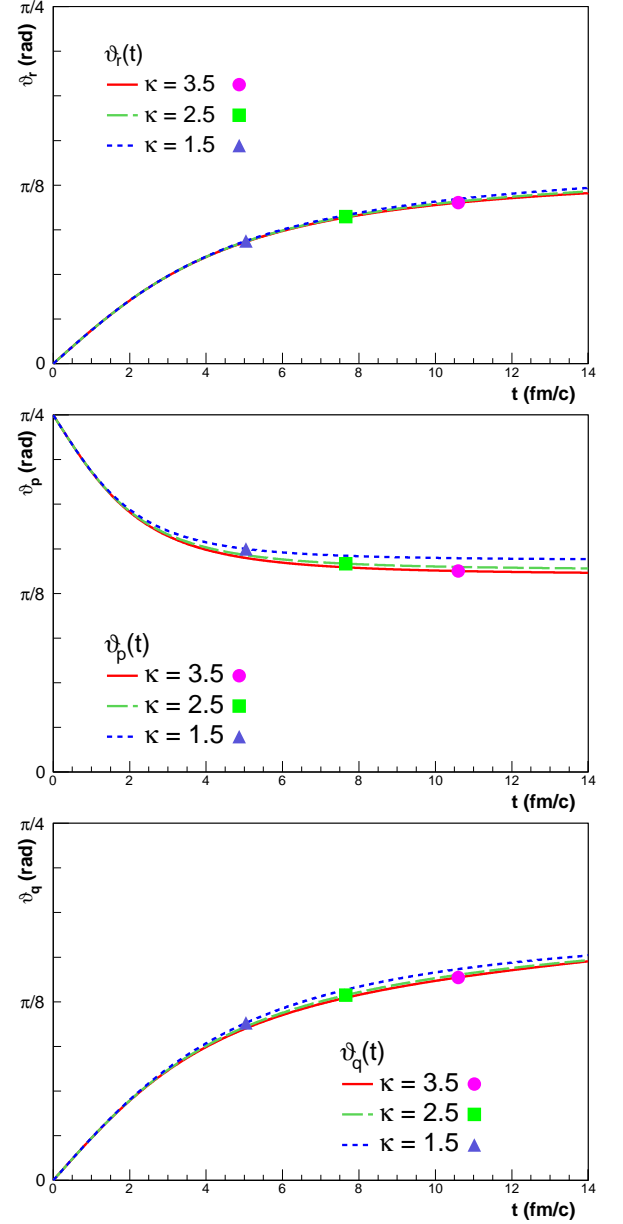 π/4
ϑr (rad)
ϑr(t)
κ = 3.5
κ = 2.5
κ = 1.5
π/8
0
0 2 4 6 8 10 12 14
t (fm/c)
π/4
ϑp (rad)
π/8
ϑp(t)
κ = 3.5
κ = 2.5
κ = 1.5
0
0 2 4 6 8 10 12 14
t (fm/c)
π/4
ϑq (rad)
π/8
ϑq(t)
κ = 3.5
κ = 2.5
κ = 1.5
0
0 2 4 6 8 10 12 14
t (fm/c)